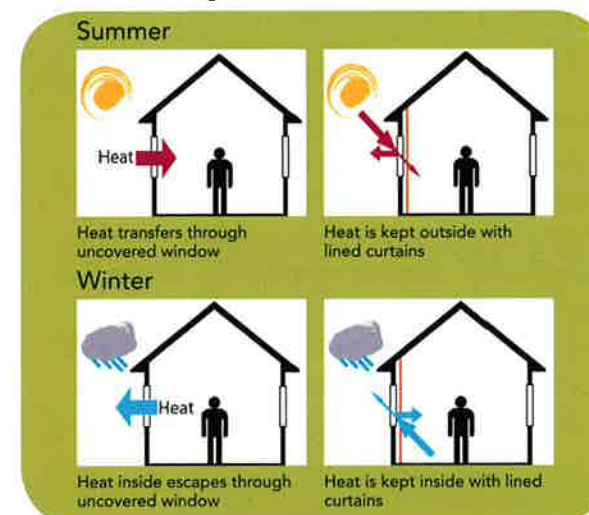 Summer
Heat
Heat transfers through
uncovered window
Heat is kept outside with
lined curtains
Winter
Heat
Heat inside escapes through
uncovered window
Heat is kept inside with lined
curtains